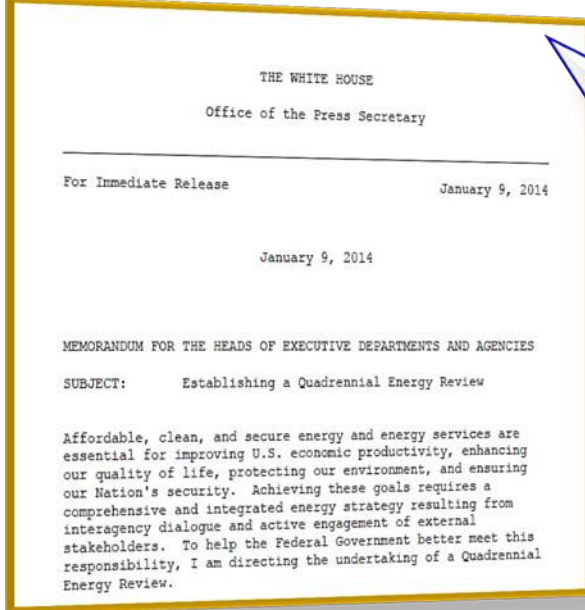 THE WHITE HOUSE
Office of the Press Secretary
For Immediate Release January 9, 2014
January 9, 2014
MEMORANDUM FOR THE HEADS OF EXECUTIVE DEPARTMENTS AND AGENCIES
SUBJECT: Establishing a Quadrennial Energy Review
Affordable, clean, and secure energy and energy services are
essential for improving U.S. economic productivity, enhancing
our quality of life, protecting our environment, and ensuring
our Nation's security. Achieving these goals requires a
comprehensive and integrated energy strategy resulting from
interagency dialogue and active engagement of external
stakeholders. To help the Federal Government better meet this
responsibility, I am directing the undertaking of a Quadrennial
Energy Review.